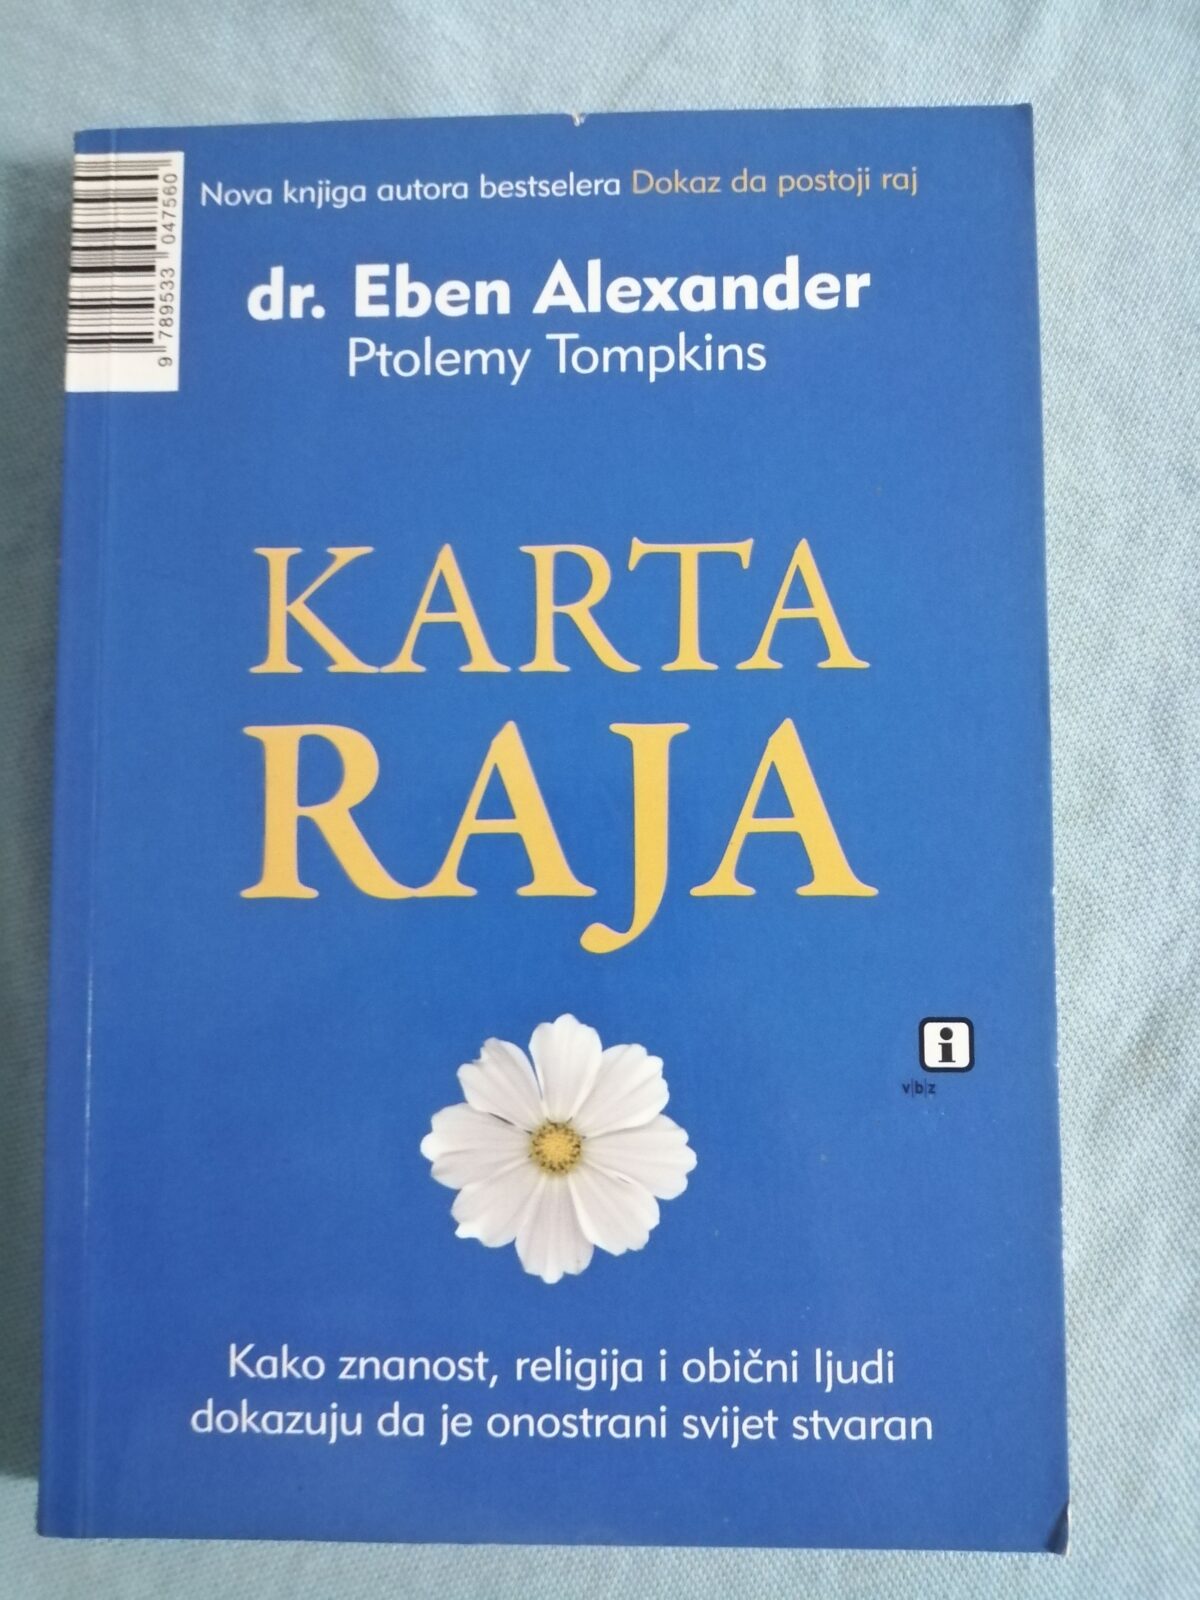 9 789533 047560
Nova knjiga autora bestselera Dokaz da postoji raj
dr. Eben Alexander
Ptolemy Tompkins
KARTA
RAJA
i
v|b|z
Kako znanost, religija i obični ljudi
dokazuju da je onostrani svijet stvaran